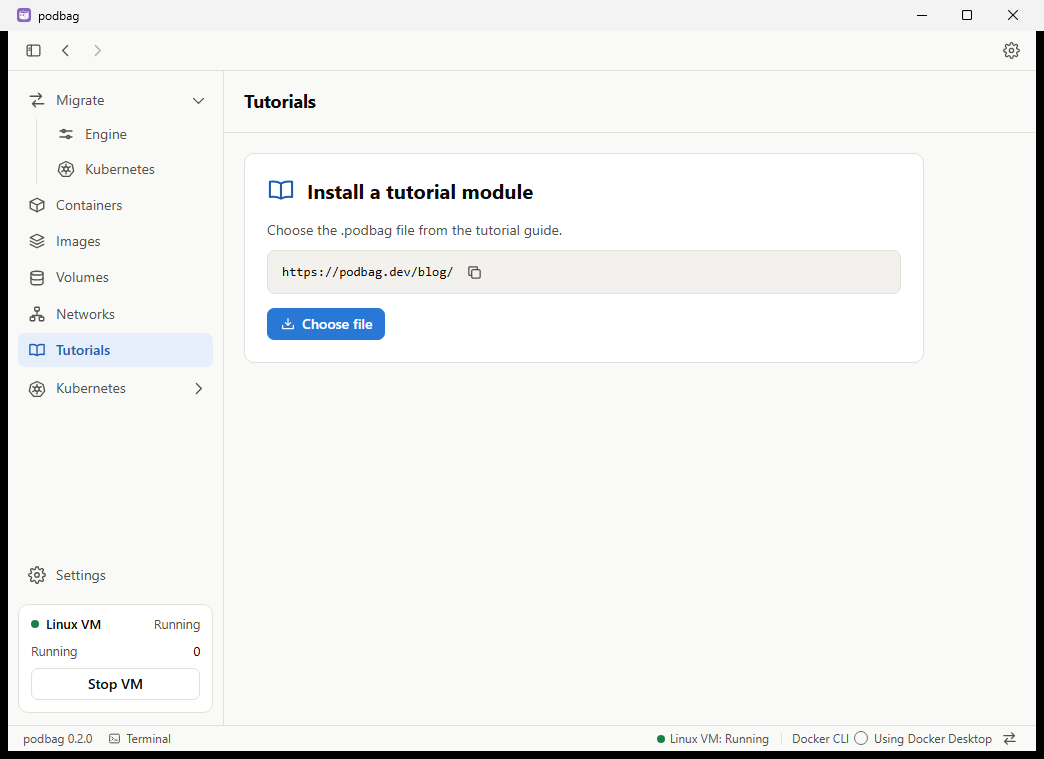 podbag
Migrate
Engine
Kubernetes
Containers
Images
Volumes
Networks
Tutorials
Kubernetes
Settings
Linux VM Running
Running 0
Stop VM
Tutorials
Install a tutorial module
Choose the .podbag file from the tutorial guide.
https://podbag.dev/blog/
Choose file
podbag 0.2.0 Terminal Linux VM: Running Docker CLI Using Docker Desktop